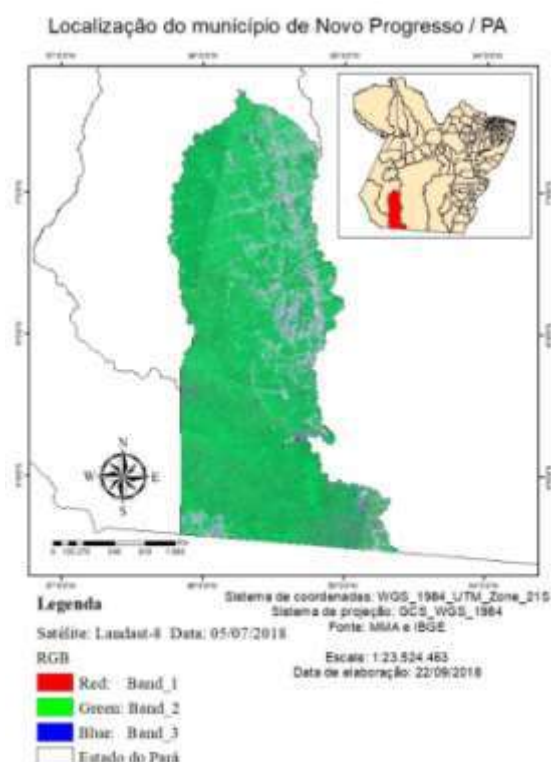 Localização do município de Novo Progresso / PA
N
W E
S
Legenda
Satélite: Landsat-8 Data: 05/07/2018
RGB
Red: Band_1
Green: Band_2
Blue: Band_3
Estado do Pará
Sistema de coordenadas: WGS_1984_UTM_Zone_21S
Sistema de projeção: GCS_WGS_1984
Fonte: MMA e IBGE
Escala: 1:23.524.463
Data de elaboração: 22/09/2018